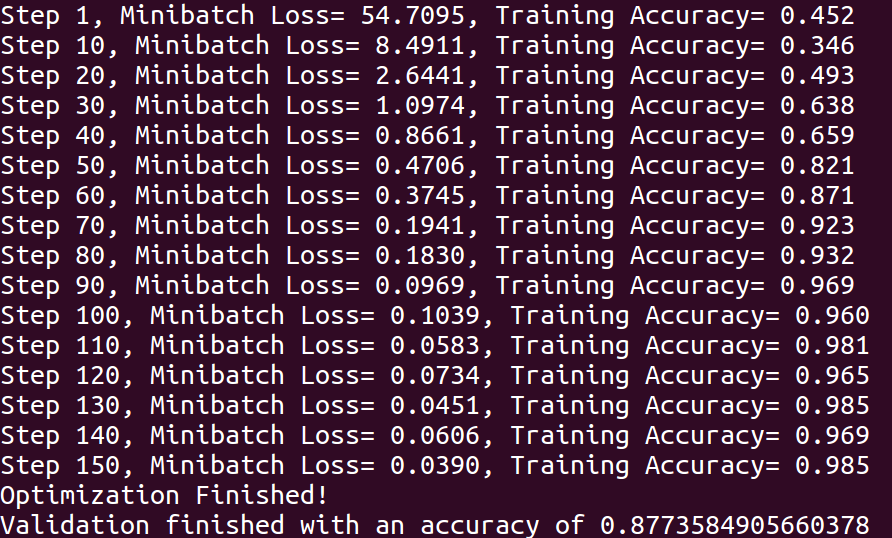 Step 1, Minibatch Loss= 54.7095, Training Accuracy= 0.452
Step 10, Minibatch Loss= 8.4911, Training Accuracy= 0.346
Step 20, Minibatch Loss= 2.6441, Training Accuracy= 0.493
Step 30, Minibatch Loss= 1.0974, Training Accuracy= 0.638
Step 40, Minibatch Loss= 0.8661, Training Accuracy= 0.659
Step 50, Minibatch Loss= 0.4706, Training Accuracy= 0.821
Step 60, Minibatch Loss= 0.3745, Training Accuracy= 0.871
Step 70, Minibatch Loss= 0.1941, Training Accuracy= 0.923
Step 80, Minibatch Loss= 0.1830, Training Accuracy= 0.932
Step 90, Minibatch Loss= 0.0969, Training Accuracy= 0.969
Step 100, Minibatch Loss= 0.1039, Training Accuracy= 0.960
Step 110, Minibatch Loss= 0.0583, Training Accuracy= 0.981
Step 120, Minibatch Loss= 0.0734, Training Accuracy= 0.965
Step 130, Minibatch Loss= 0.0451, Training Accuracy= 0.985
Step 140, Minibatch Loss= 0.0606, Training Accuracy= 0.969
Step 150, Minibatch Loss= 0.0390, Training Accuracy= 0.985
Optimization Finished!
Validation finished with an accuracy of 0.8773584905660378